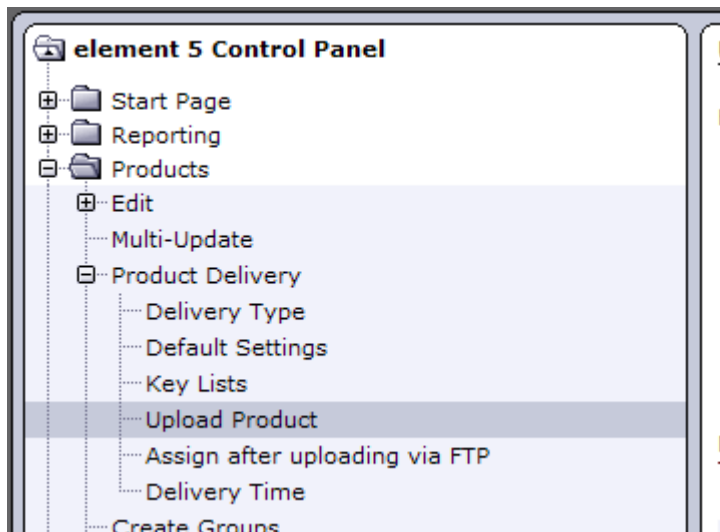 element 5 Control Panel
Start Page
Reporting
Products
Edit
Multi-Update
Product Delivery
Delivery Type
Default Settings
Key Lists
Upload Product
Assign after uploading via FTP
Delivery Time
Create Groups